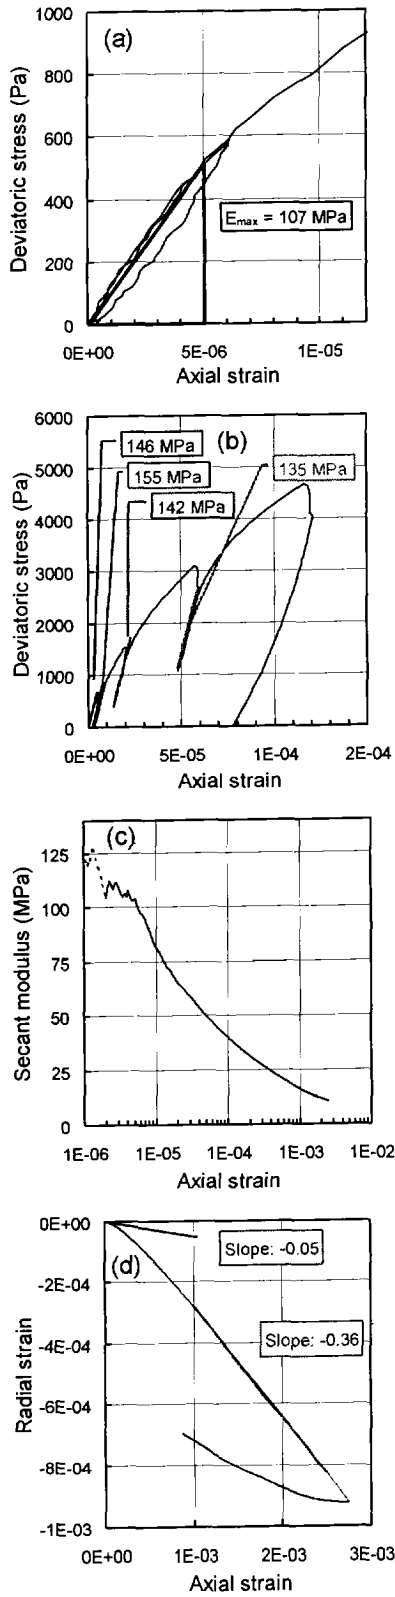 1000
(a)
800
600
400
200
0
Deviatoric stress (Pa)
Emax = 107 MPa
0E+00 5E-06 1E-05
Axial strain
6000
5000
4000
3000
2000
1000
0
Deviatoric stress (Pa)
146 MPa
(b)
155 MPa
135 MPa
142 MPa
0E+00 5E-05 1E-04 2E-04
Axial strain
(c)
125
100
75
50
25
0
Secant modulus (MPa)
1E-06 1E-05 1E-04 1E-03 1E-02
Axial strain
0E+00
-2E-04
-4E-04
-6E-04
-8E-04
-1E-03
Radial strain
Slope: -0.05
(d)
Slope: -0.36
0E+00 1E-03 2E-03 3E-03
Axial strain